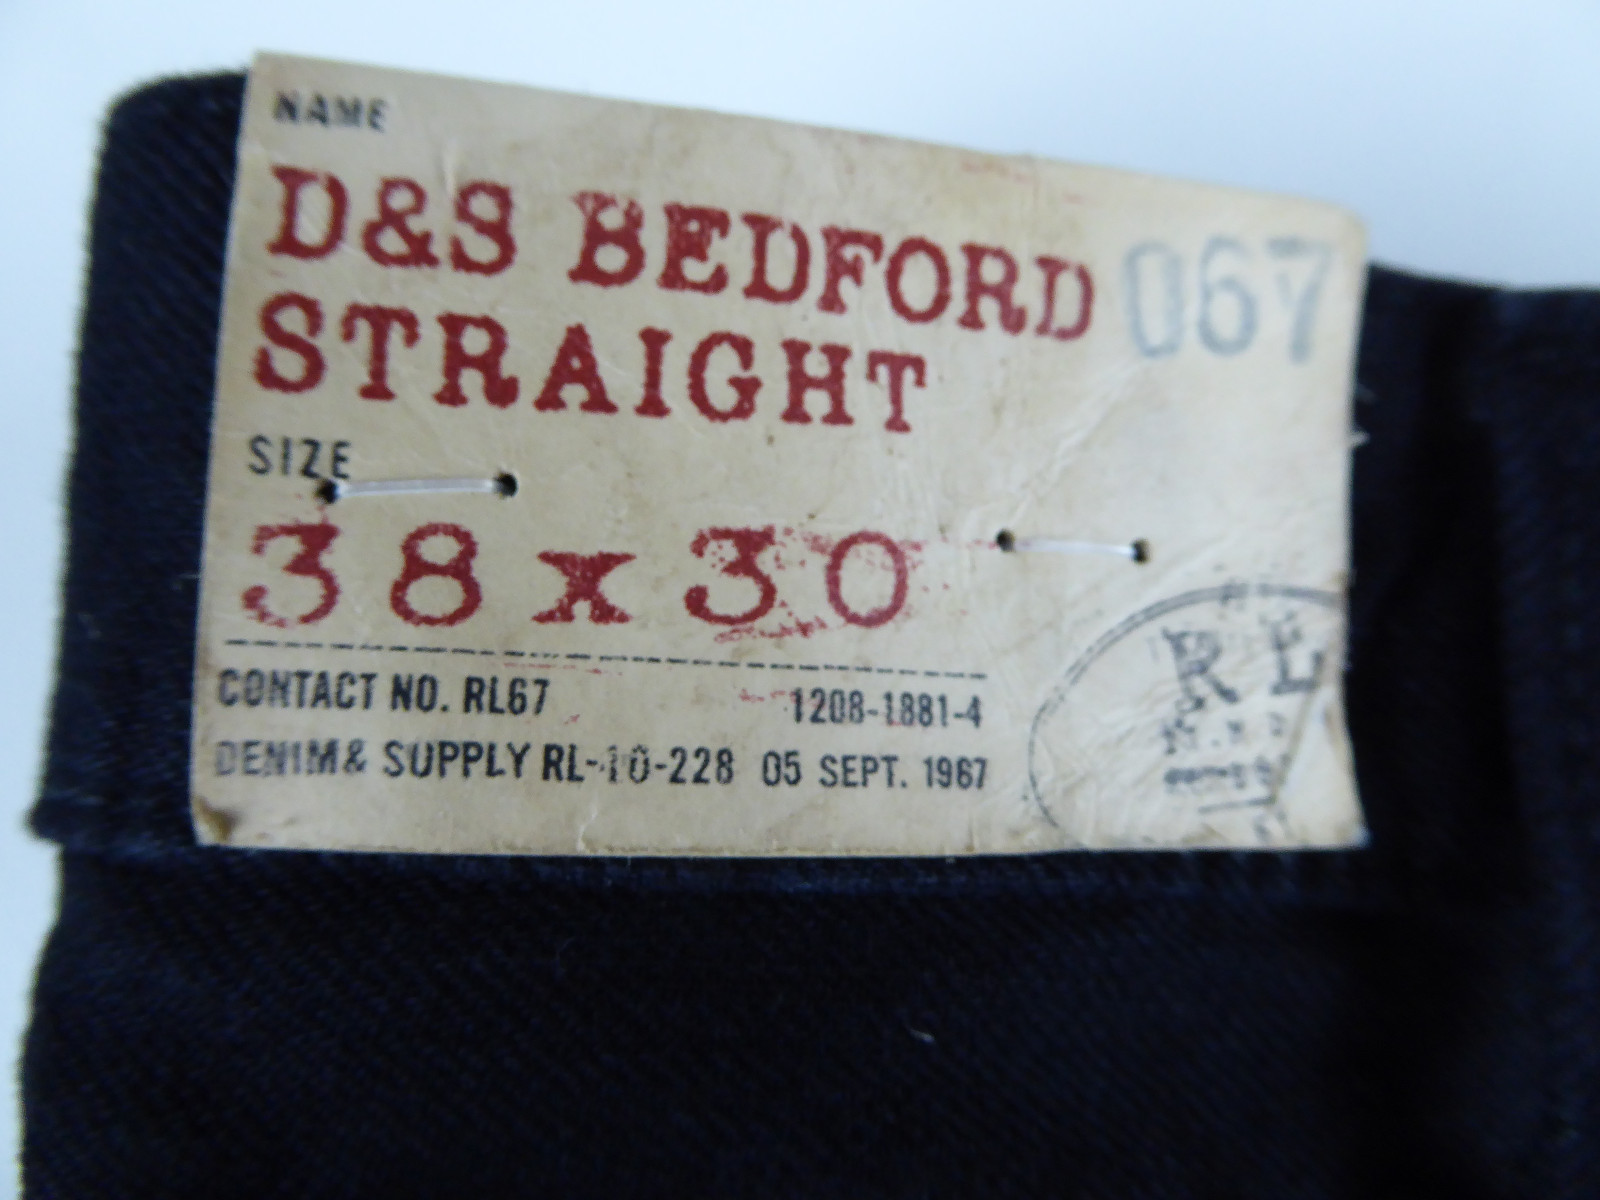 NAME
D&S BEDFORD 067
STRAIGHT
SIZE
38 x 30
CONTACT NO. RL67 1208-1881-4
DENIM& SUPPLY RL-10-228 05 SEPT. 1967
R L